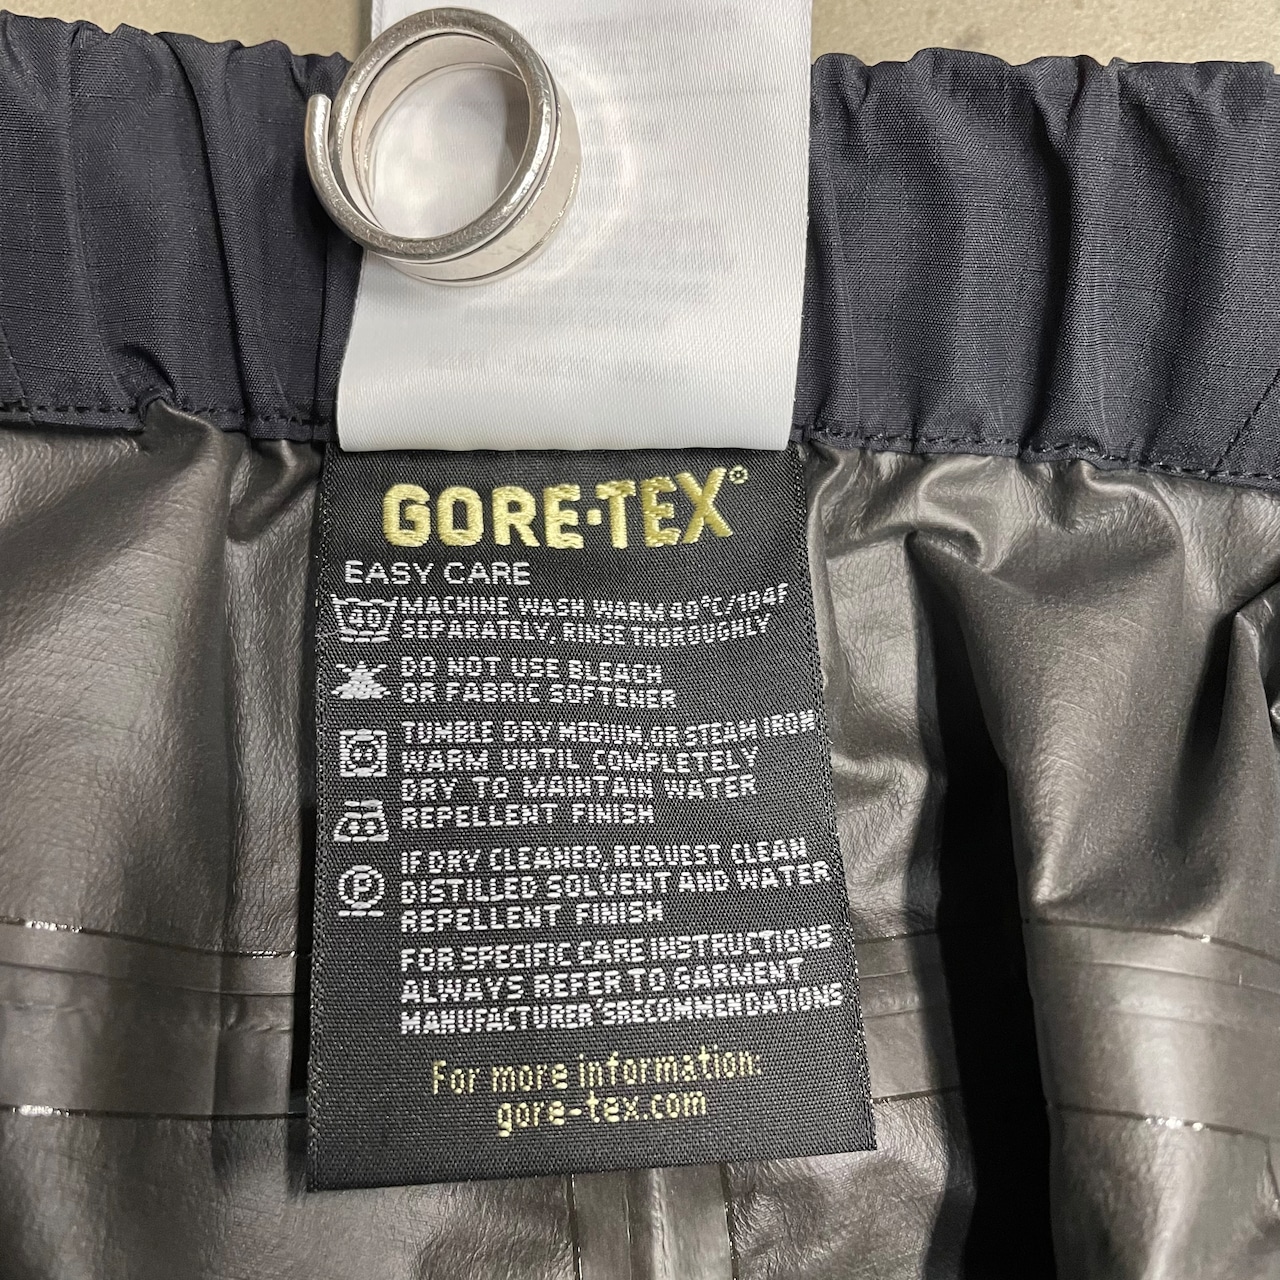 GORE-TEX®
EASY CARE
40 MACHINE WASH WARM 40°C/104F
SEPARATELY, RINSE THOROUGHLY
DO NOT USE BLEACH
OR FABRIC SOFTENER
TUMBLE DRY MEDIUM, OR STEAM IRON
WARM UNTIL COMPLETELY
DRY TO MAINTAIN WATER
REPELLENT FINISH
P IF DRY CLEANED, REQUEST CLEAN
DISTILLED SOLVENT AND WATER
REPELLENT FINISH
FOR SPECIFIC CARE INSTRUCTIONS
ALWAYS REFER TO GARMENT
MANUFACTURER'S RECOMMENDATIONS
For more information:
gore-tex.com